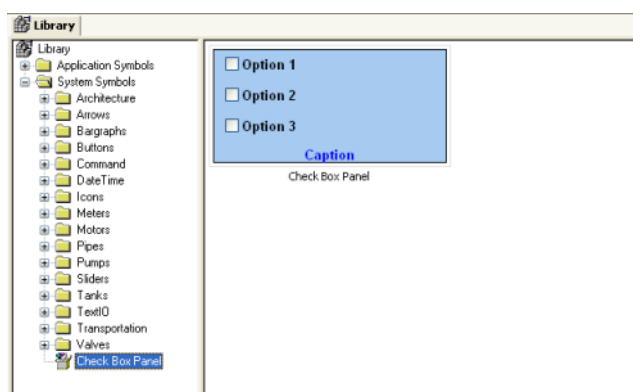 Library
Library
Application Symbols
System Symbols
Architecture
Arrows
Bargraphs
Buttons
Command
DateTime
Icons
Meters
Motors
Pipes
Pumps
Sliders
Tanks
TextIO
Transportation
Valves
Check Box Panel
Option 1
Option 2
Option 3
Caption
Check Box Panel